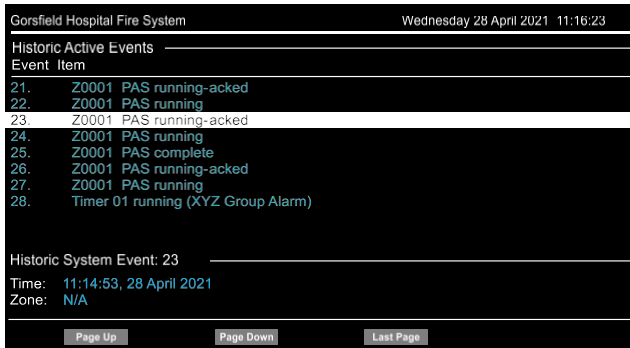 Gorsfield Hospital Fire System Wednesday 28 April 2021 11:16:23
Historic Active Events
Event Item
21. Z0001 PAS running-acked
22. Z0001 PAS running
23. Z0001 PAS running-acked
24. Z0001 PAS running
25. Z0001 PAS complete
26. Z0001 PAS running-acked
27. Z0001 PAS running
28. Timer 01 running (XYZ Group Alarm)
Historic System Event: 23
Time: 11:14:53, 28 April 2021
Zone: N/A
Page Up Page Down Last Page